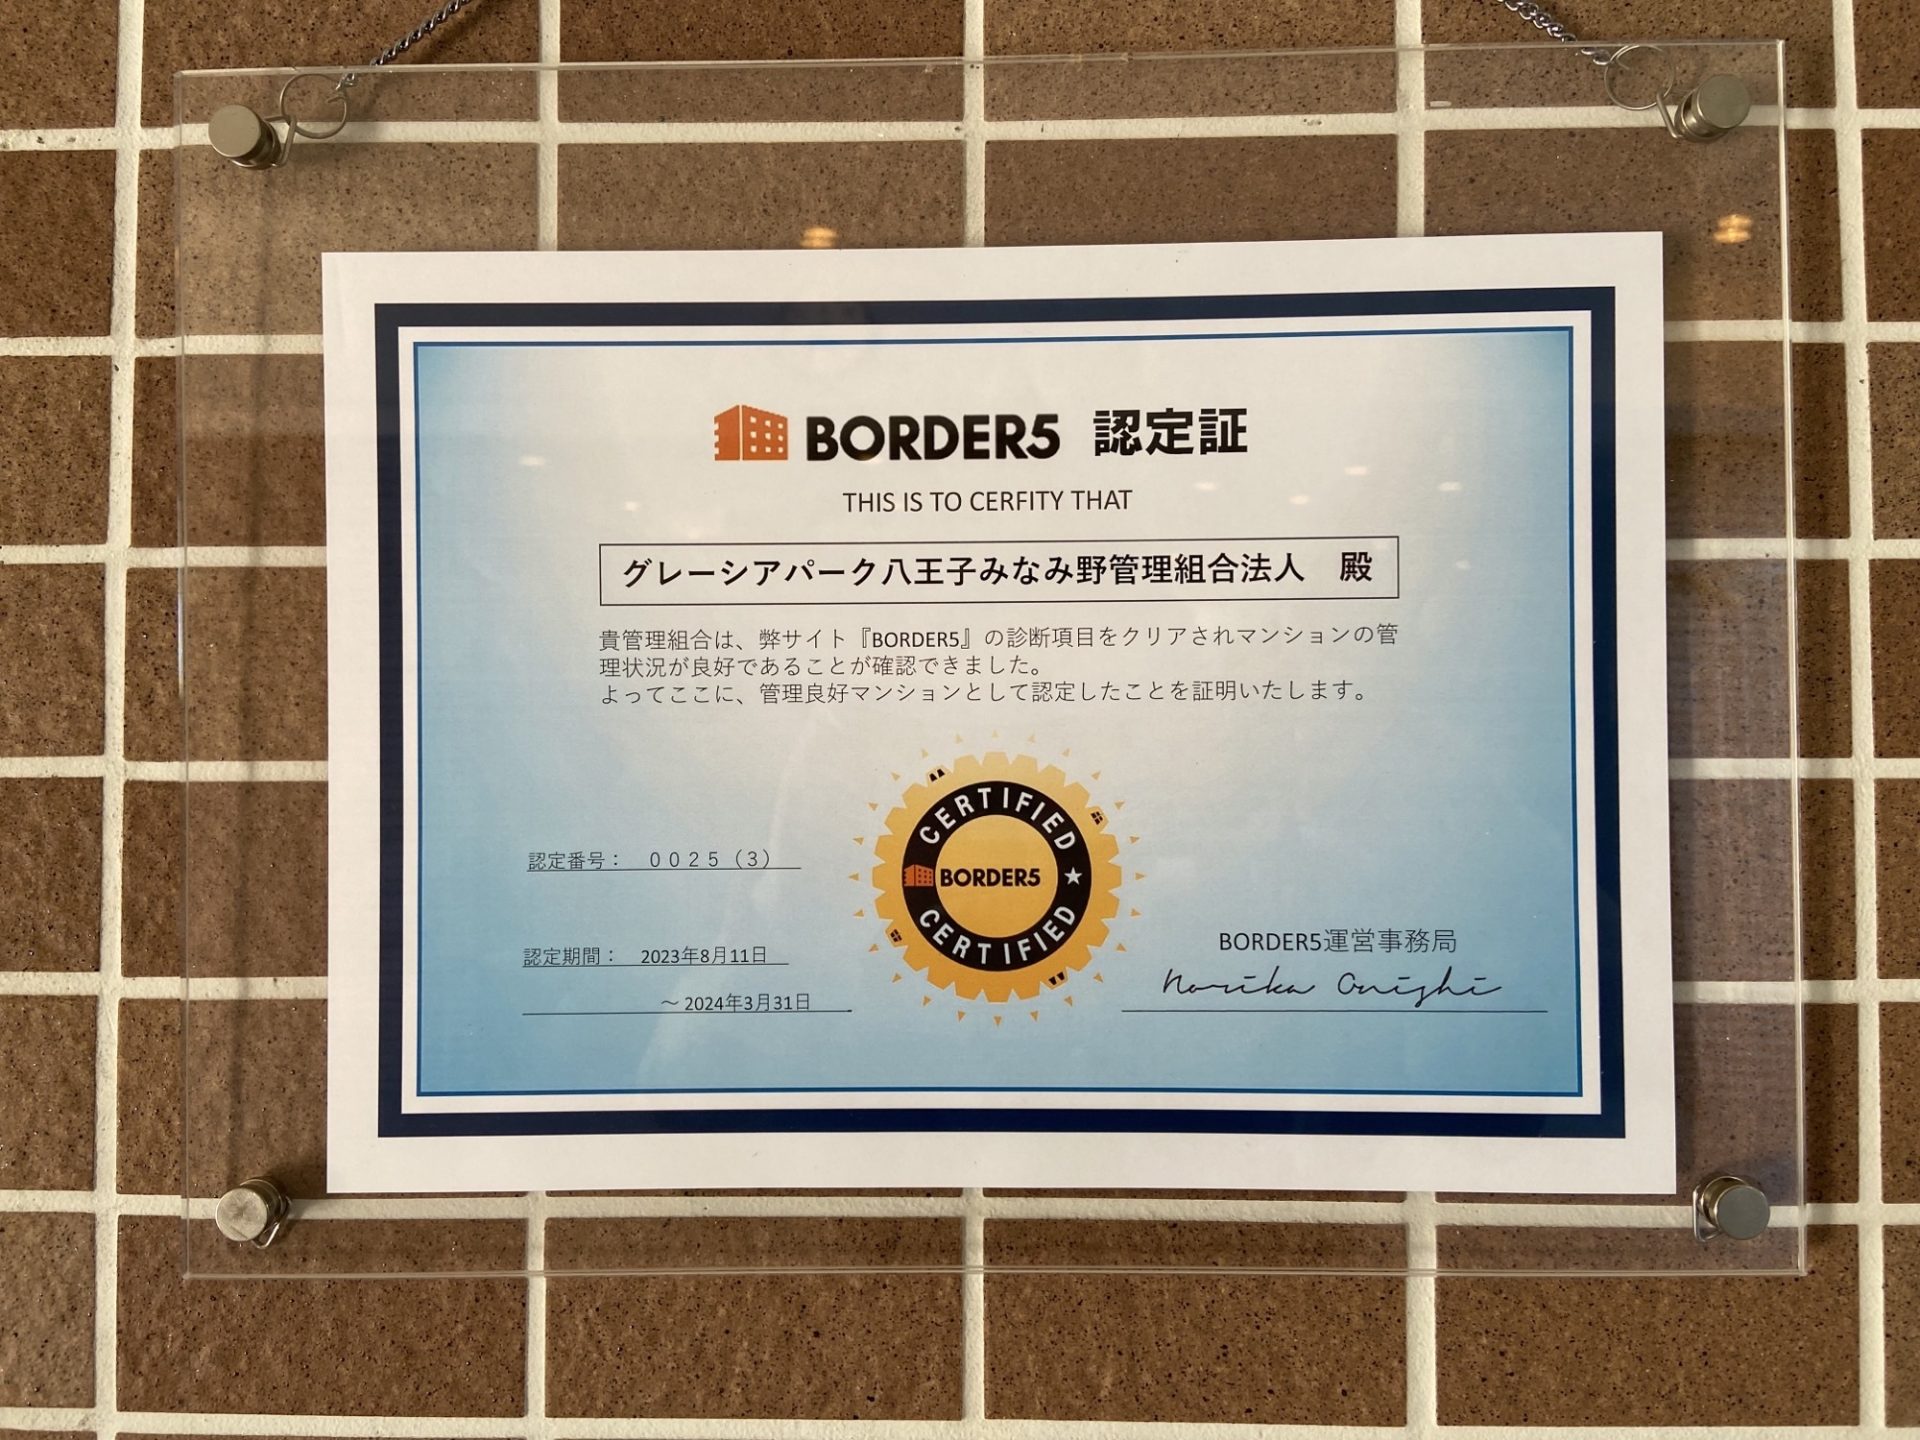 BORDER5 認定証
THIS IS TO CERFITY THAT
グレーシアパーク八王子みなみ野管理組合法人　殿
貴管理組合は、弊サイト『BORDER5』の診断項目をクリアされマンションの管
理状況が良好であることが確認できました。
よってここに、管理良好マンションとして認定したことを証明いたします。
CERTIFIED
BORDER5 ★
CERTIFIED
認定番号：　００２５（３）
認定期間：　2023年8月11日
～ 2024年3月31日
BORDER5運営事務局
Norika Onishi